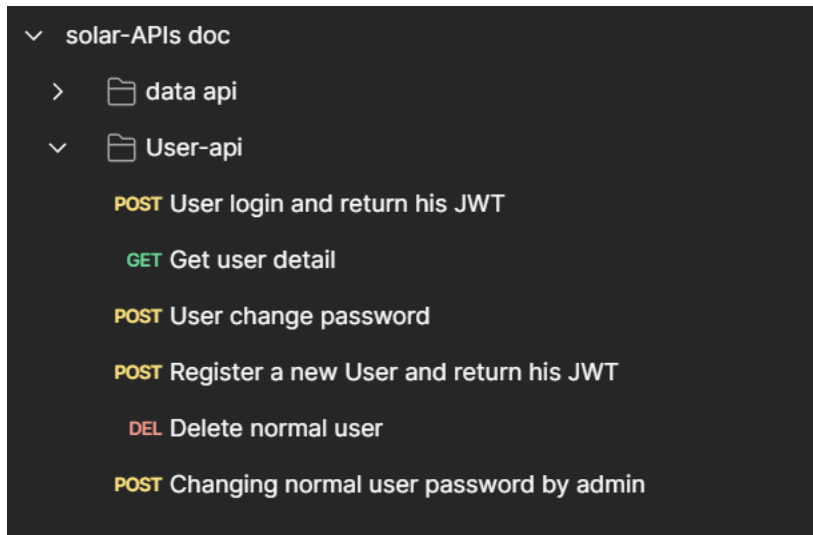 solar-APIs doc
data api
User-api
POST User login and return his JWT
GET Get user detail
POST User change password
POST Register a new User and return his JWT
DEL Delete normal user
POST Changing normal user password by admin